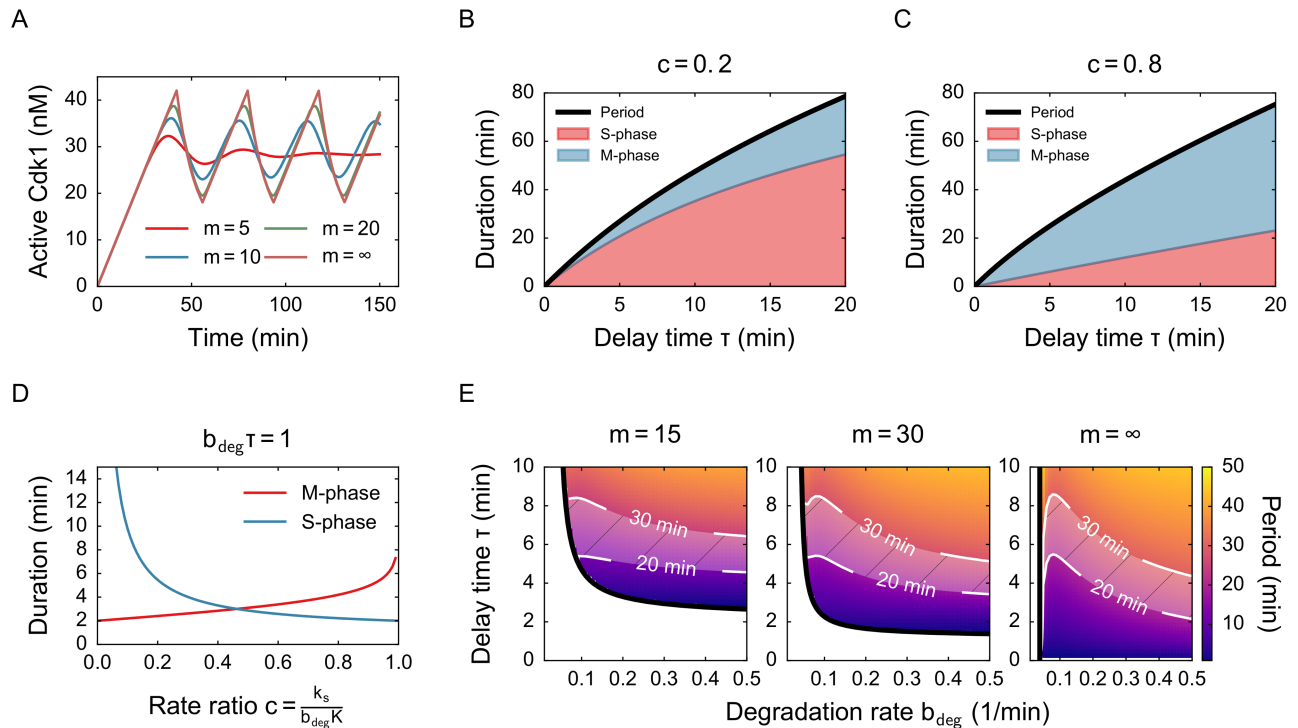 A
Active Cdk1 (nM)
40
30
20
10
0
m = 5
m = 20
m = 10
m = ∞
0
50
100
150
Time (min)
B
c = 0. 2
Duration (min)
80
60
40
20
0
Period
S-phase
M-phase
0
5
10
15
20
Delay time τ (min)
C
c = 0. 8
Duration (min)
80
60
40
20
0
Period
S-phase
M-phase
0
5
10
15
20
Delay time τ (min)
D
b_deg τ = 1
Duration (min)
14
12
10
8
6
4
2
0
M-phase
S-phase
0.0
0.2
0.4
0.6
0.8
1.0
Rate ratio c = k_s / b_deg K
E
Delay time τ (min)
m = 15
10
8
6
4
2
0
30 min
20 min
0.1
0.2
0.3
0.4
0.5
m = 30
10
8
6
4
2
0
30 min
20 min
0.1
0.2
0.3
0.4
0.5
m = ∞
10
8
6
4
2
0
30 min
20 min
0.1
0.2
0.3
0.4
0.5
50
40
30
20
10
Period (min)
Degradation rate b_deg (1/min)